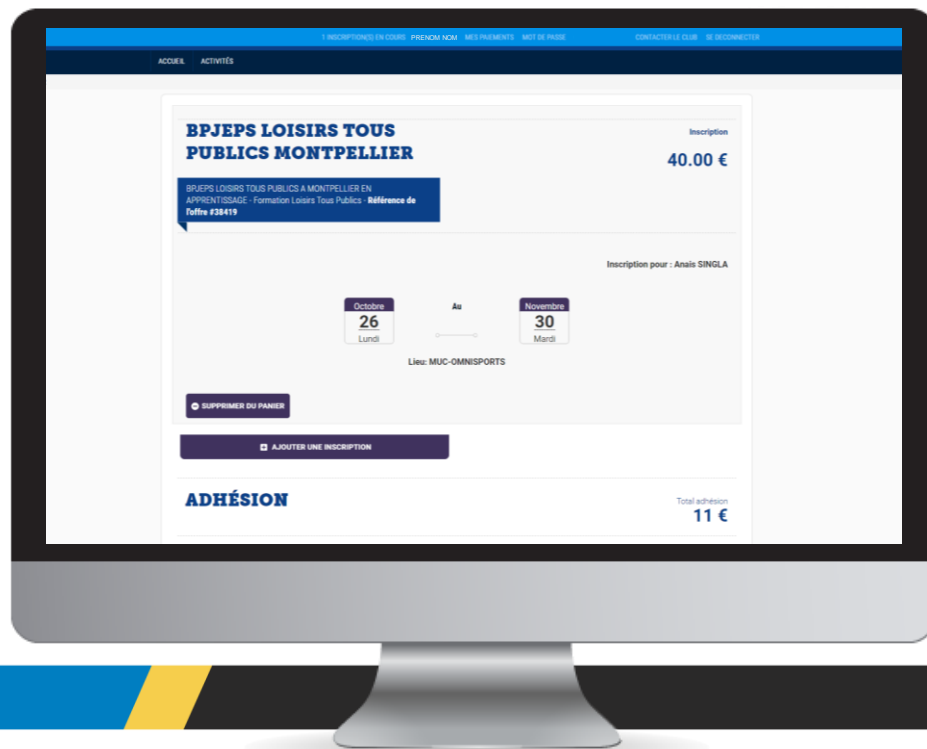 1 INSCRIPTION(S) EN COURS PRENOM NOM MES PAIEMENTS MOT DE PASSE CONTACTER LE CLUB SE DECONNECTER
ACCUEIL ACTIVITÉS
BPJEPS LOISIRS TOUS
PUBLICS MONTPELLIER
Inscription
40.00 €
BPJEPS LOISIRS TOUS PUBLICS A MONTPELLIER EN
APPRENTISSAGE - Formation Loisirs Tous Publics - Référence de
l'offre #38419
Inscription pour : Anais SINGLA
Octobre Au Novembre
26 30
Lundi Mardi
Lieu: MUC-OMNISPORTS
SUPPRIMER DU PANIER
AJOUTER UNE INSCRIPTION
ADHÉSION
Total adhésion
11 €